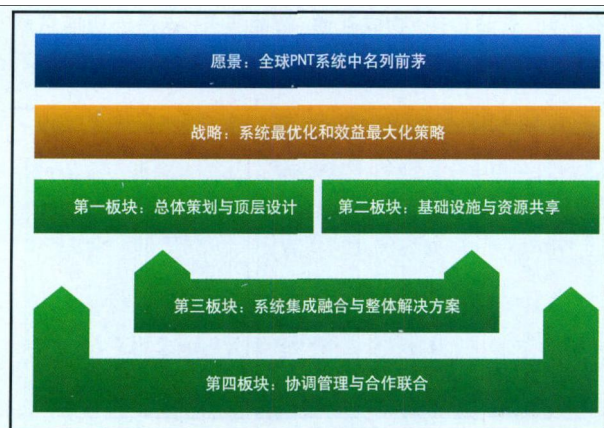 愿景：全球PNT系统中名列前茅
战略：系统最优化和效益最大化策略
第一板块：总体策划与顶层设计
第二板块：基础设施与资源共享
第三板块：系统集成融合与整体解决方案
第四板块：协调管理与合作联合